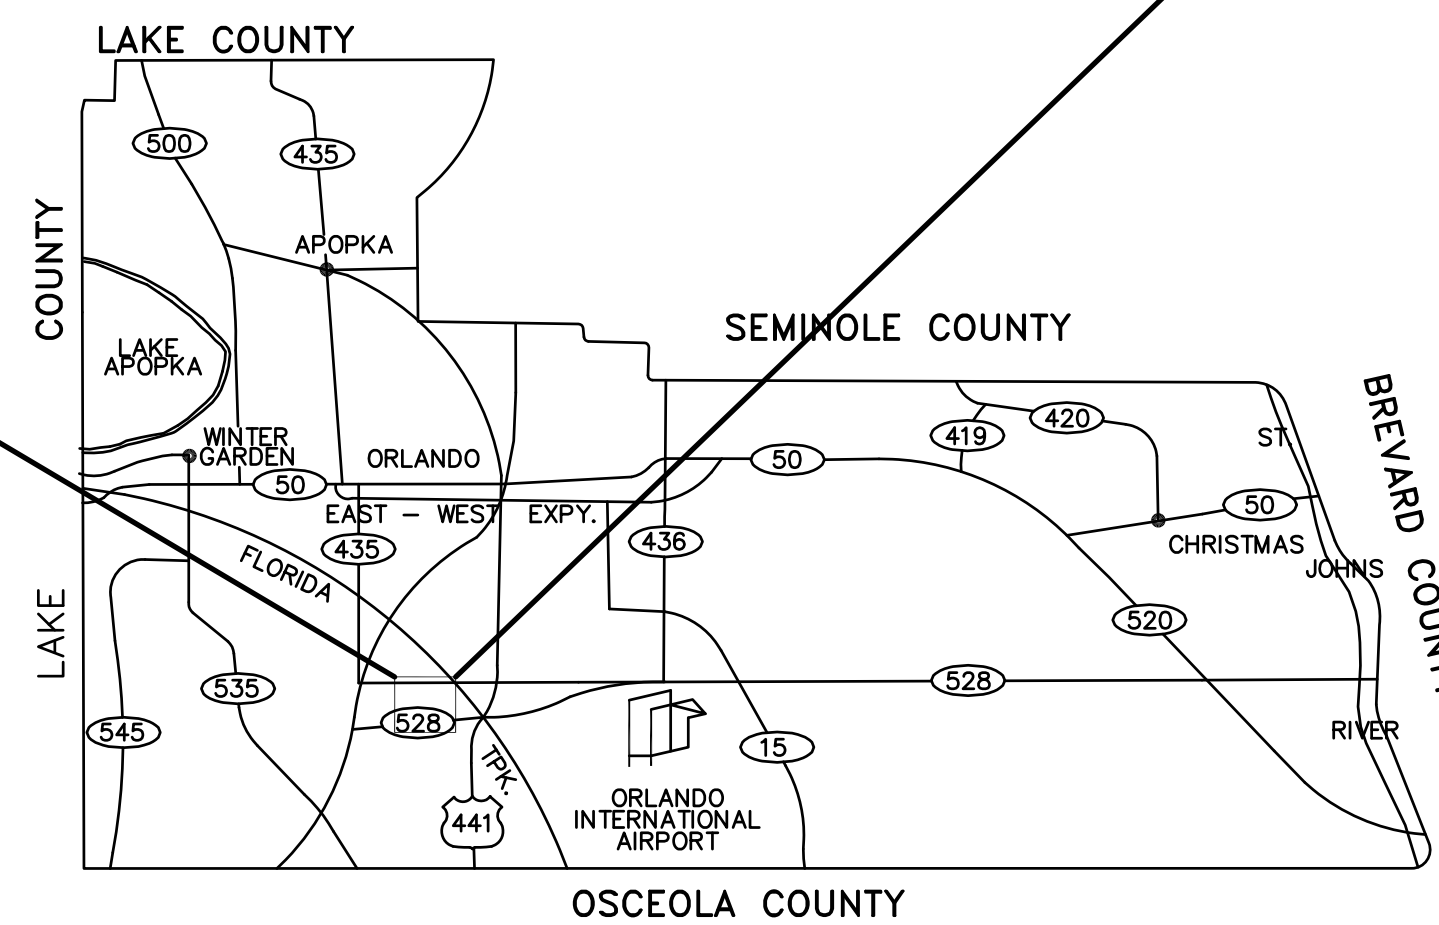 LAKE COUNTY
500
435
APOPKA
COUNTY
LAKE
APOPKA
SEMINOLE COUNTY
WINTER
GARDEN
ORLANDO
50
50
419
420
ST.
50
BREVARD COUNTY
EAST - WEST EXPY.
435
436
CHRISTMAS
JOHNS
FLORIDA
LAKE
520
535
528
545
528
15
RIVER
TPK.
441
ORLANDO
INTERNATIONAL
AIRPORT
OSCEOLA COUNTY